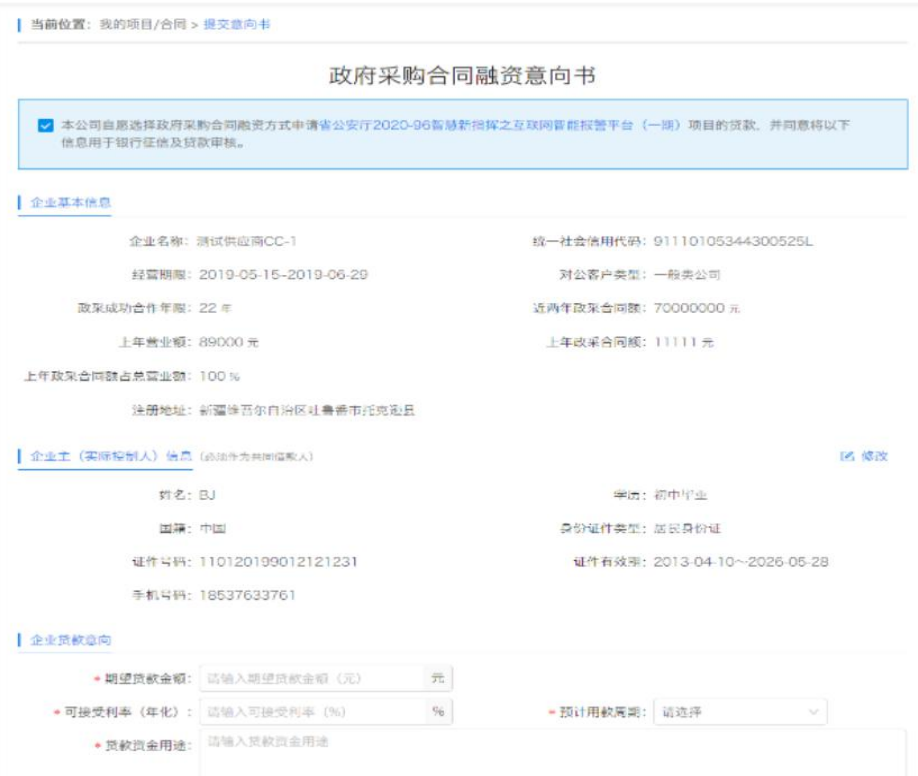 当前位置：我的项目/合同 > 提交意向书
政府采购合同融资意向书
本公司自愿选择政府采购合同融资方式申请省公安厅2020-96智慧新指挥之互联网智能报警平台（一期）项目的贷款，并同意将以下
信息用于银行征信及贷款审核。
企业基本信息
企业名称：测试供应商CC-1 统一社会信用代码：91110105344300525L
经营期限：2019-05-15~2019-06-29 对公客户类型：一般类公司
政采成功合作年限：22 年 近两年政采合同额：70000000 元
上年营业额：89000 元 上年政采合同额：11111 元
上年政采合同额占总营业额：100 %
注册地址：新疆维吾尔自治区吐鲁番市托克逊县
企业主（实际控制人）信息（必须作为共同借款人） 修改
姓名：BJ 学历：初中毕业
国籍：中国 身份证件类型：居民身份证
证件号码：110120199012121231 证件有效期：2013-04-10~2026-05-28
手机号码：18537633761
企业贷款意向
* 期望贷款金额：请输入期望贷款金额（元） 元
* 可接受利率（年化）：请输入可接受利率（%） % * 预计用款周期：请选择
* 贷款资金用途：请输入贷款资金用途